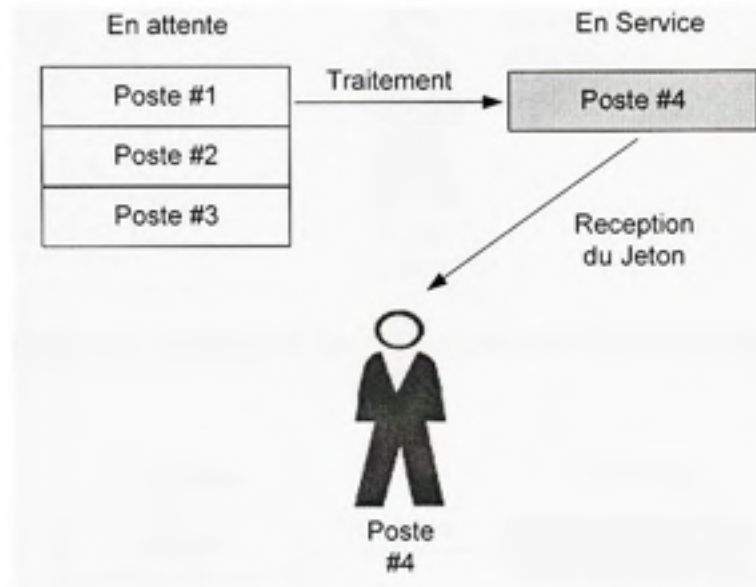 En attente
En Service
Poste #1
Traitement
Poste #4
Poste #2
Poste #3
Reception
du Jeton
Poste
#4